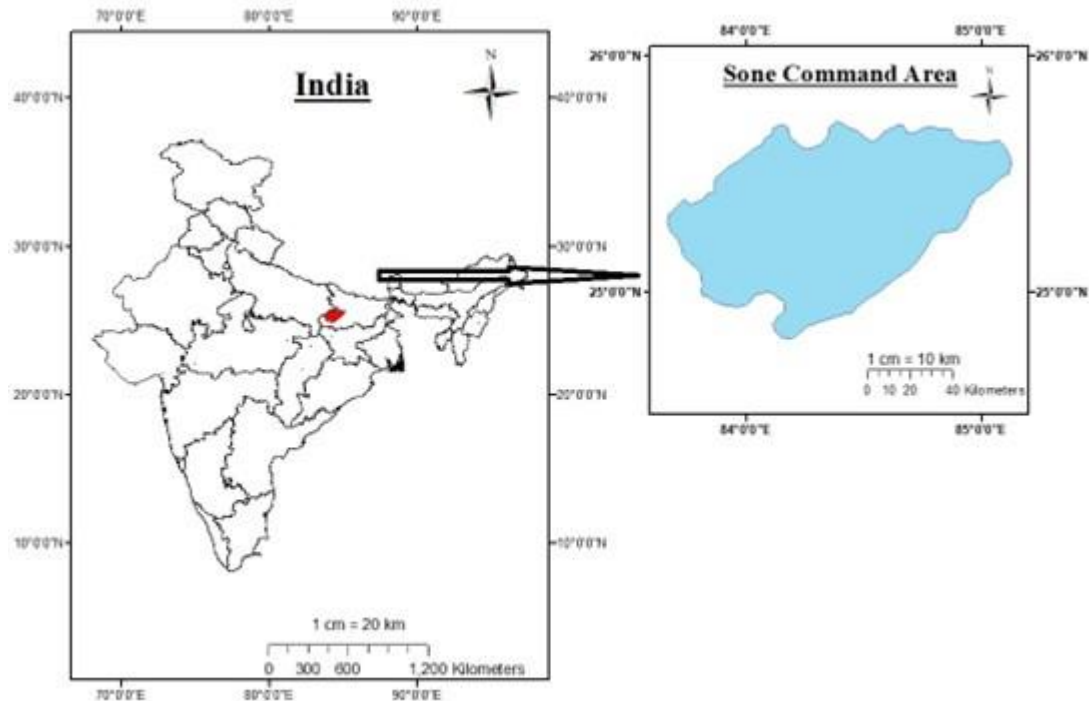 70°0'0"E 80°0'0"E 90°0'0"E
N
India
40°0'0"N
30°0'0"N
20°0'0"N
10°0'0"N
40°0'0"N
30°0'0"N
20°0'0"N
10°0'0"N
1 cm = 20 km
0 300 600 1,200 Kilometers
70°0'0"E 80°0'0"E 90°0'0"E
84°0'0"E 85°0'0"E
26°0'0"N
26°0'0"N
Sone Command Area
N
25°0'0"N
25°0'0"N
1 cm = 10 km
0 10 20 40 Kilometers
84°0'0"E 85°0'0"E